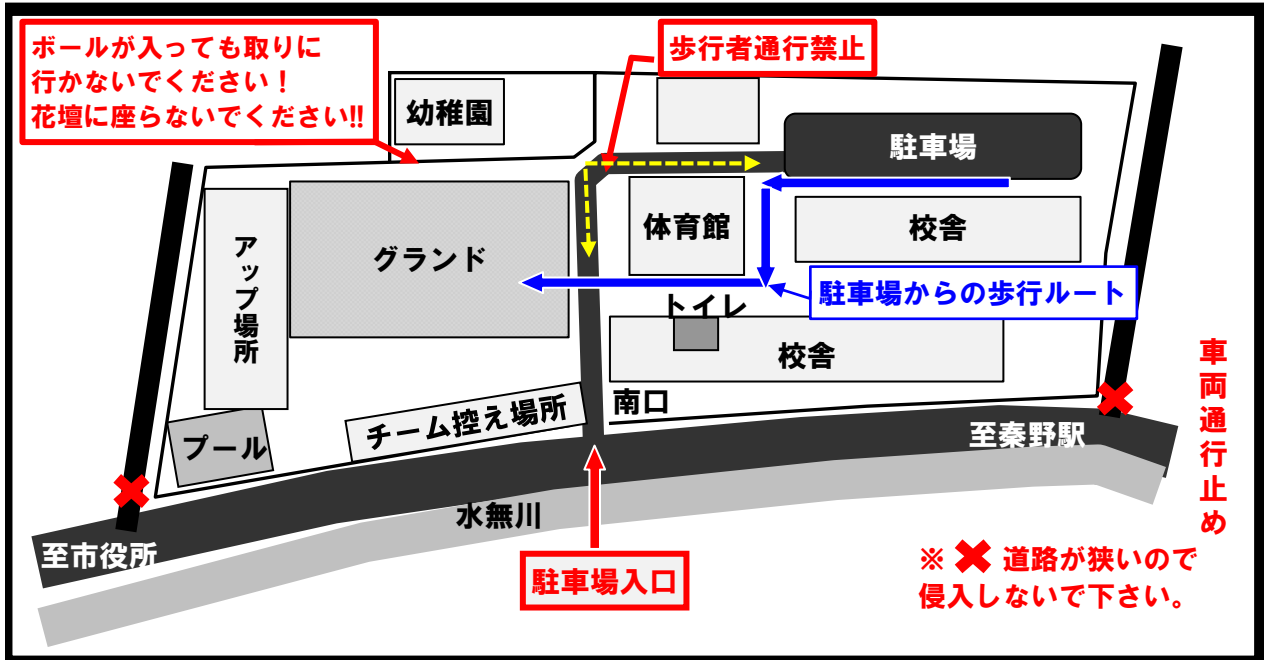 ボールが入っても取りに
行かないでください！
花壇に座らないでください!!
歩行者通行禁止
幼稚園
駐車場
体育館
校舎
アップ場所
グランド
駐車場からの歩行ルート
トイレ
校舎
車両通行止め
南口
チーム控え場所
プール
至秦野駅
水無川
至市役所
駐車場入口
※ ✖ 道路が狭いので
侵入しないで下さい。